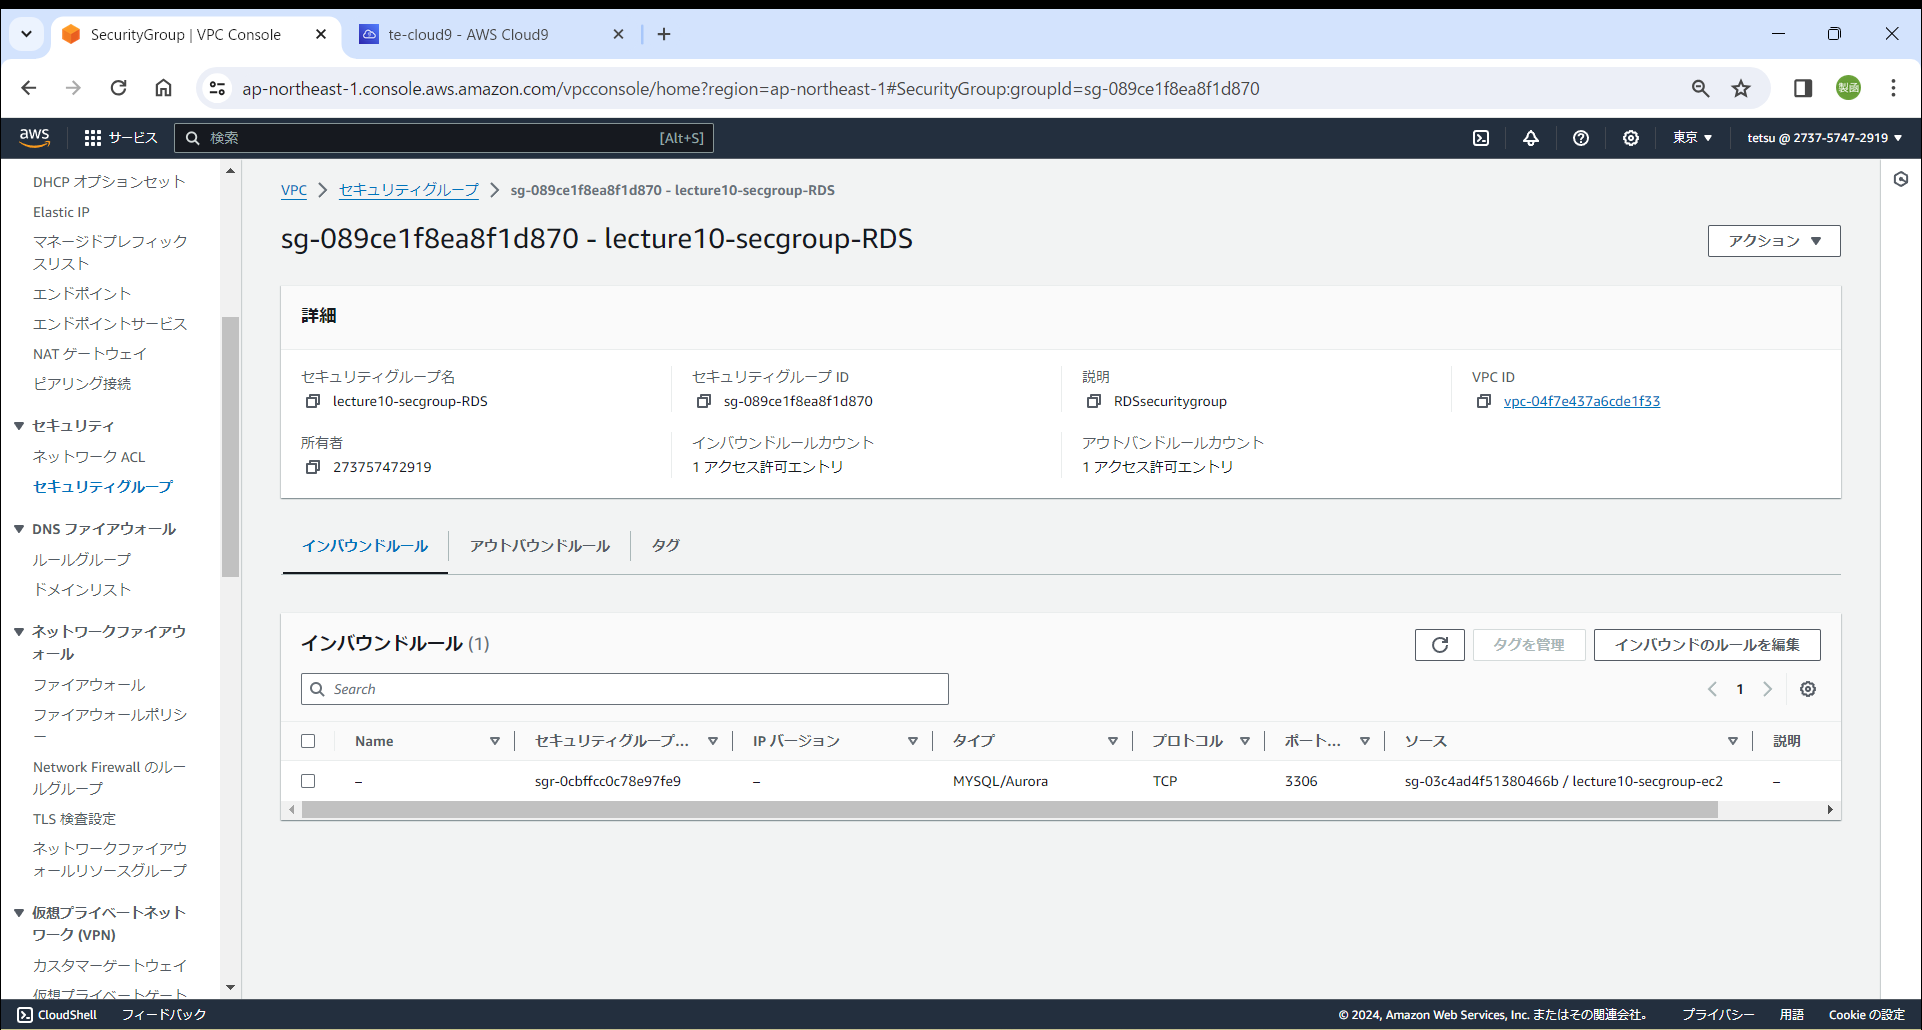 SecurityGroup | VPC Console
te-cloud9 - AWS Cloud9
ap-northeast-1.console.aws.amazon.com/vpcconsole/home?region=ap-northeast-1#SecurityGroup:groupId=sg-089ce1f8ea8f1d870
製函
aws
サービス
検索
[Alt+S]
東京
tetsu @ 2737-5747-2919
DHCP オプションセット
Elastic IP
マネージドプレフィック
スリスト
エンドポイント
エンドポイントサービス
NAT ゲートウェイ
ピアリング接続
セキュリティ
ネットワーク ACL
セキュリティグループ
DNS ファイアウォール
ルールグループ
ドメインリスト
ネットワークファイアウ
ォール
ファイアウォール
ファイアウォールポリシ
ー
Network Firewall のルー
ルグループ
TLS 検査設定
ネットワークファイアウ
ォールリソースグループ
仮想プライベートネット
ワーク (VPN)
カスタマーゲートウェイ
仮想プライベートゲート
VPC
セキュリティグループ
sg-089ce1f8ea8f1d870 - lecture10-secgroup-RDS
sg-089ce1f8ea8f1d870 - lecture10-secgroup-RDS
アクション
詳細
セキュリティグループ名
lecture10-secgroup-RDS
セキュリティグループ ID
sg-089ce1f8ea8f1d870
説明
RDSsecuritygroup
VPC ID
vpc-04f7e437a6cde1f33
所有者
273757472919
インバウンドルールカウント
1 アクセス許可エントリ
アウトバンドルールカウント
1 アクセス許可エントリ
インバウンドルール
アウトバウンドルール
タグ
インバウンドルール (1)
タグを管理
インバウンドのルールを編集
Search
1
Name
セキュリティグループ...
IP バージョン
タイプ
プロトコル
ポート...
ソース
説明
–
sgr-0cbffcc0c78e97fe9
–
MYSQL/Aurora
TCP
3306
sg-03c4ad4f51380466b / lecture10-secgroup-ec2
–
CloudShell
フィードバック
© 2024, Amazon Web Services, Inc. またはその関連会社。
プライバシー
用語
Cookie の設定